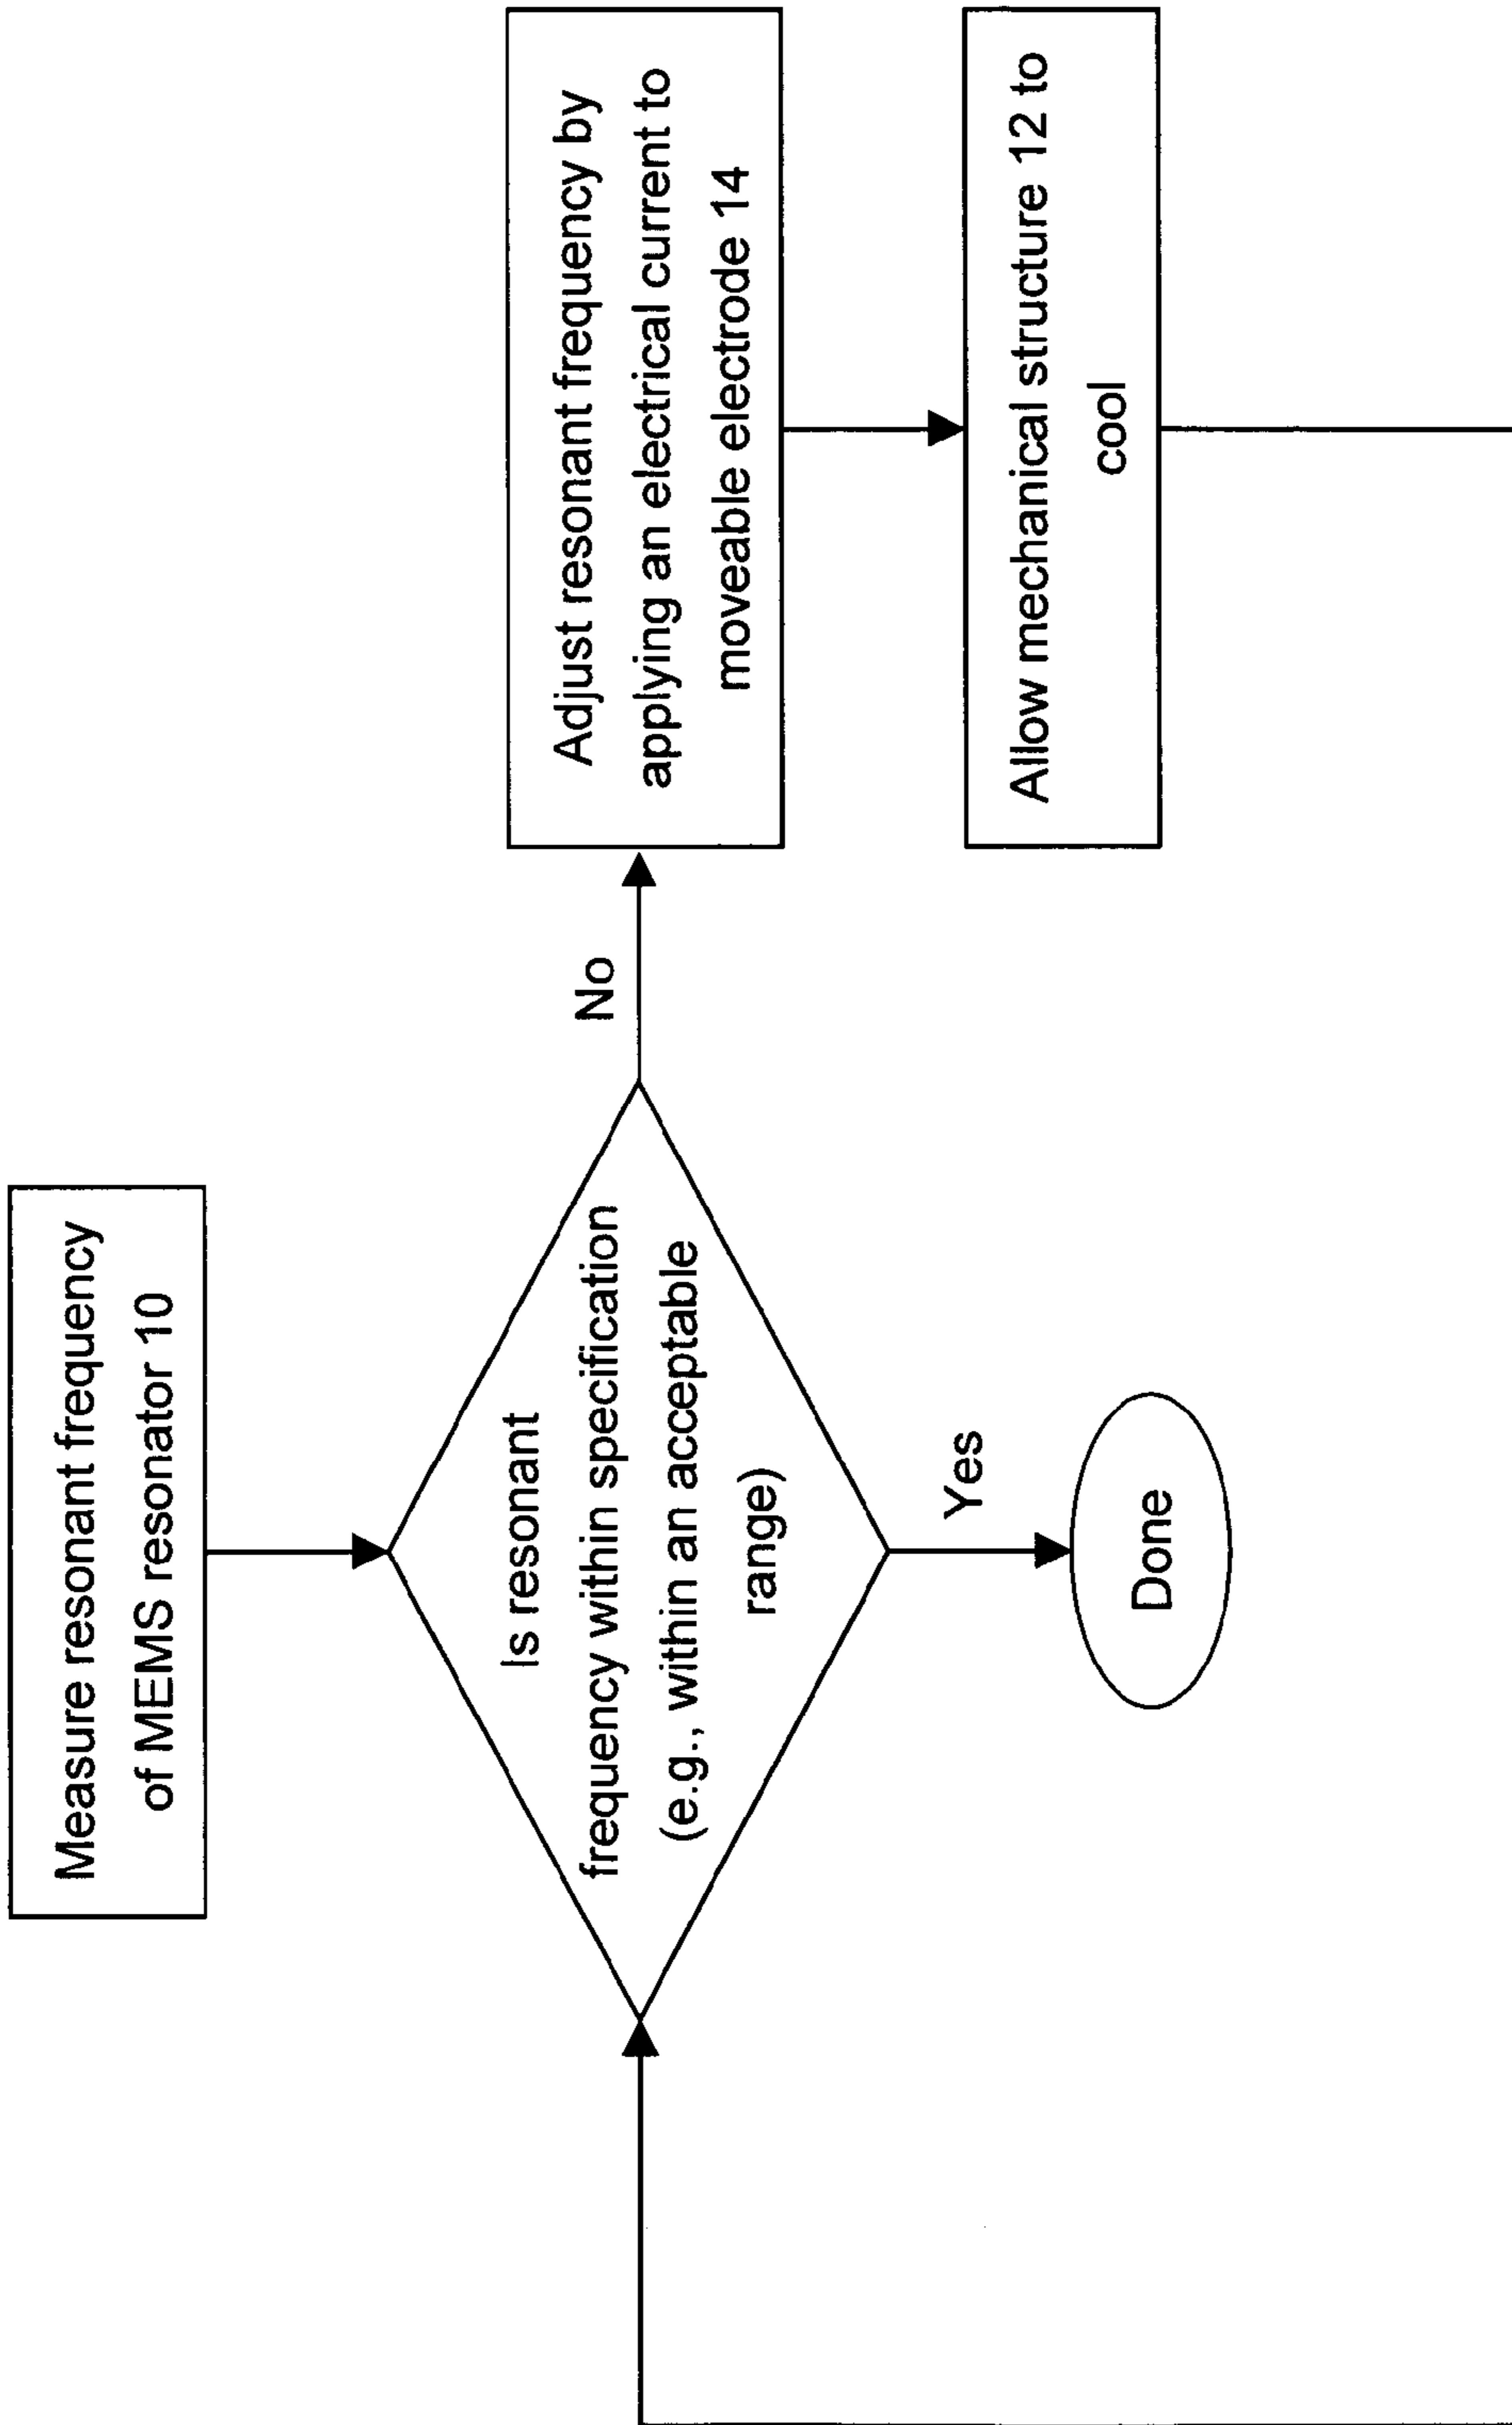 Measure resonant frequency
of MEMS resonator 10
Is resonant
frequency within specification
(e.g., within an acceptable
range)
No
Adjust resonant frequency by
applying an electrical current to
moveable electrode 14
Allow mechanical structure 12 to
cool
Yes
Done